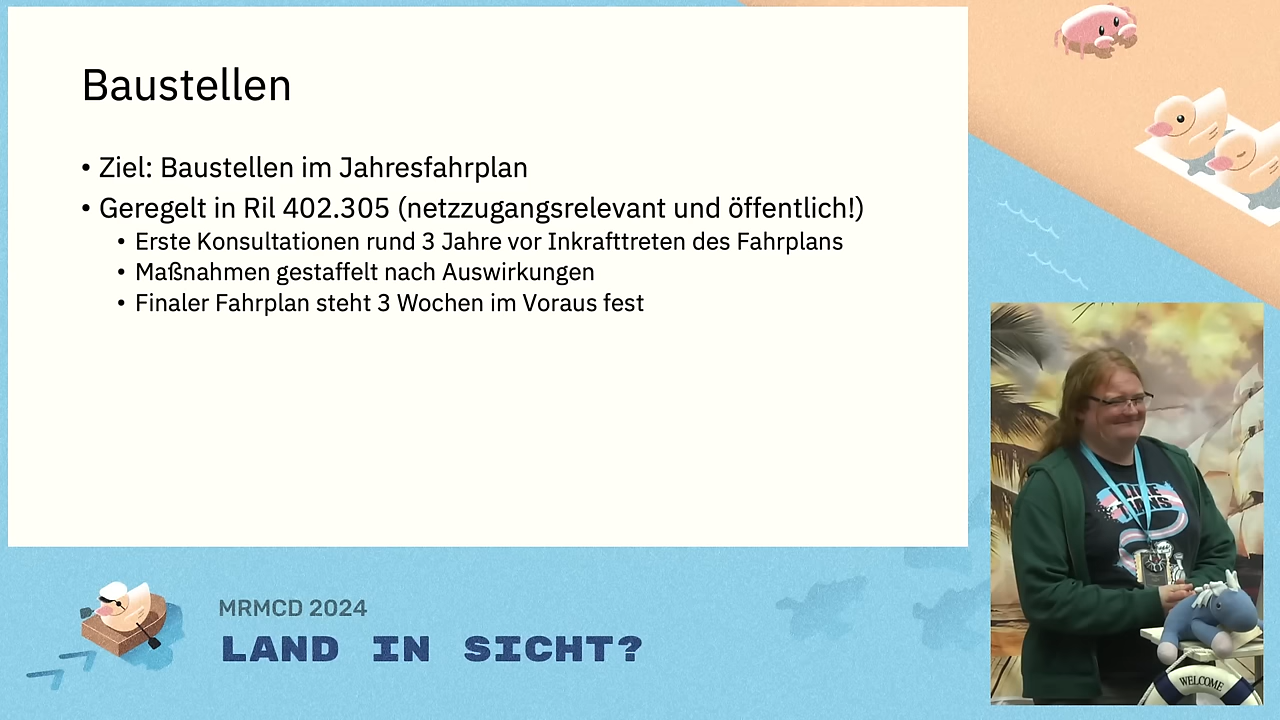 Baustellen
• Ziel: Baustellen im Jahresfahrplan
• Geregelt in Ril 402.305 (netzzugangsrelevant und öffentlich!)
• Erste Konsultationen rund 3 Jahre vor Inkrafttreten des Fahrplans
• Maßnahmen gestaffelt nach Auswirkungen
• Finaler Fahrplan steht 3 Wochen im Voraus fest
MRMCD 2024
LAND IN SICHT?
WELCOME